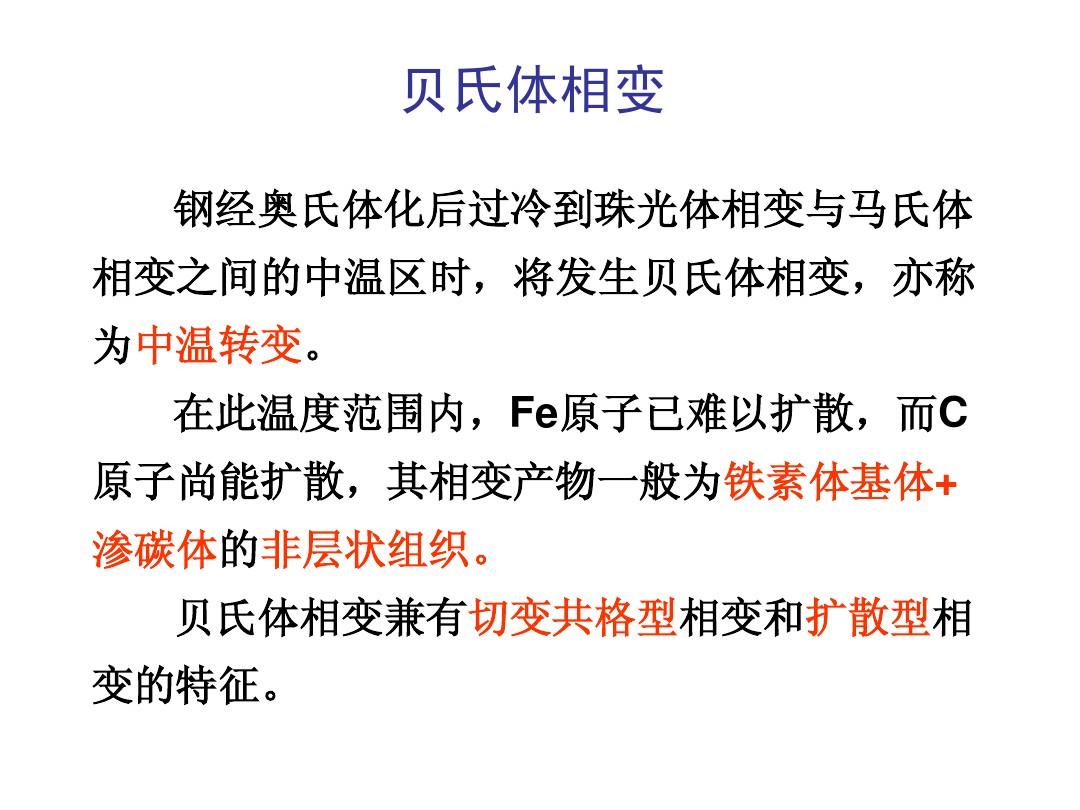 贝氏体相变
钢经奥氏体化后过冷到珠光体相变与马氏体
相变之间的中温区时，将发生贝氏体相变，亦称
为中温转变。
在此温度范围内，Fe原子已难以扩散，而C
原子尚能扩散，其相变产物一般为铁素体基体+
渗碳体的非层状组织。
贝氏体相变兼有切变共格型相变和扩散型相
变的特征。